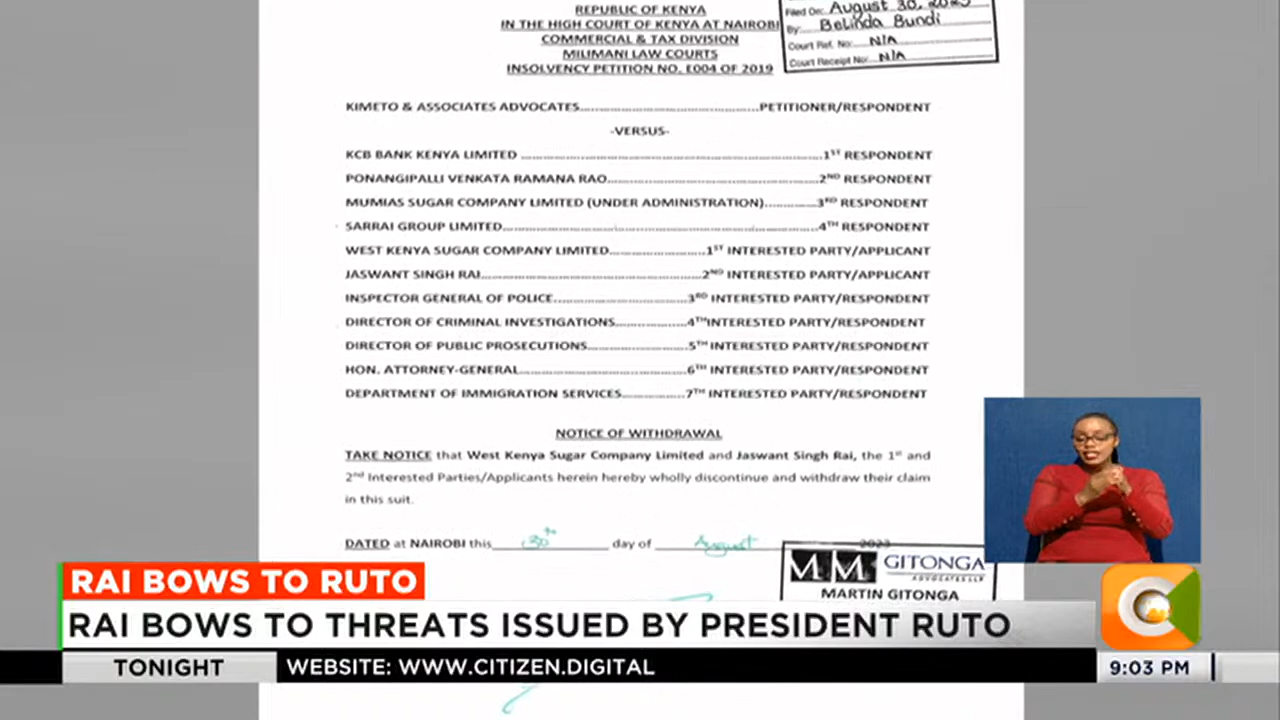 REPUBLIC OF KENYA
IN THE HIGH COURT OF KENYA AT NAIROBI
COMMERCIAL & TAX DIVISION
MILIMANI LAW COURTS
INSOLVENCY PETITION NO. E004 OF 2019
Filed On: August 30, 2023
By: Belinda Bundi
Court Ref. No: N/A
Court Receipt No: N/A
KIMETO & ASSOCIATES ADVOCATES..........PETITIONER/RESPONDENT
-VERSUS-
KCB BANK KENYA LIMITED ..........1ST RESPONDENT
PONANGIPALLI VENKATA RAMANA RAO..........2ND RESPONDENT
MUMIAS SUGAR COMPANY LIMITED (UNDER ADMINISTRATION)..........3RD RESPONDENT
SARRAI GROUP LIMITED..........4TH RESPONDENT
WEST KENYA SUGAR COMPANY LIMITED..........1ST INTERESTED PARTY/APPLICANT
JASWANT SINGH RAI..........2ND INTERESTED PARTY/APPLICANT
INSPECTOR GENERAL OF POLICE..........3RD INTERESTED PARTY/RESPONDENT
DIRECTOR OF CRIMINAL INVESTIGATIONS..........4TH INTERESTED PARTY/RESPONDENT
DIRECTOR OF PUBLIC PROSECUTIONS..........5TH INTERESTED PARTY/RESPONDENT
HON. ATTORNEY-GENERAL..........6TH INTERESTED PARTY/RESPONDENT
DEPARTMENT OF IMMIGRATION SERVICES..........7TH INTERESTED PARTY/RESPONDENT
NOTICE OF WITHDRAWAL
TAKE NOTICE that West Kenya Sugar Company Limited and Jaswant Singh Rai, the 1st and
2nd Interested Parties/Applicants herein hereby wholly discontinue and withdraw their claim
in this suit.
DATED at NAIROBI this 30th day of August 2023
MM GITONGA
ADVOCATES LLP
MARTIN GITONGA
RAI BOWS TO RUTO
RAI BOWS TO THREATS ISSUED BY PRESIDENT RUTO
TONIGHT
WEBSITE: WWW.CITIZEN.DIGITAL
9:03 PM